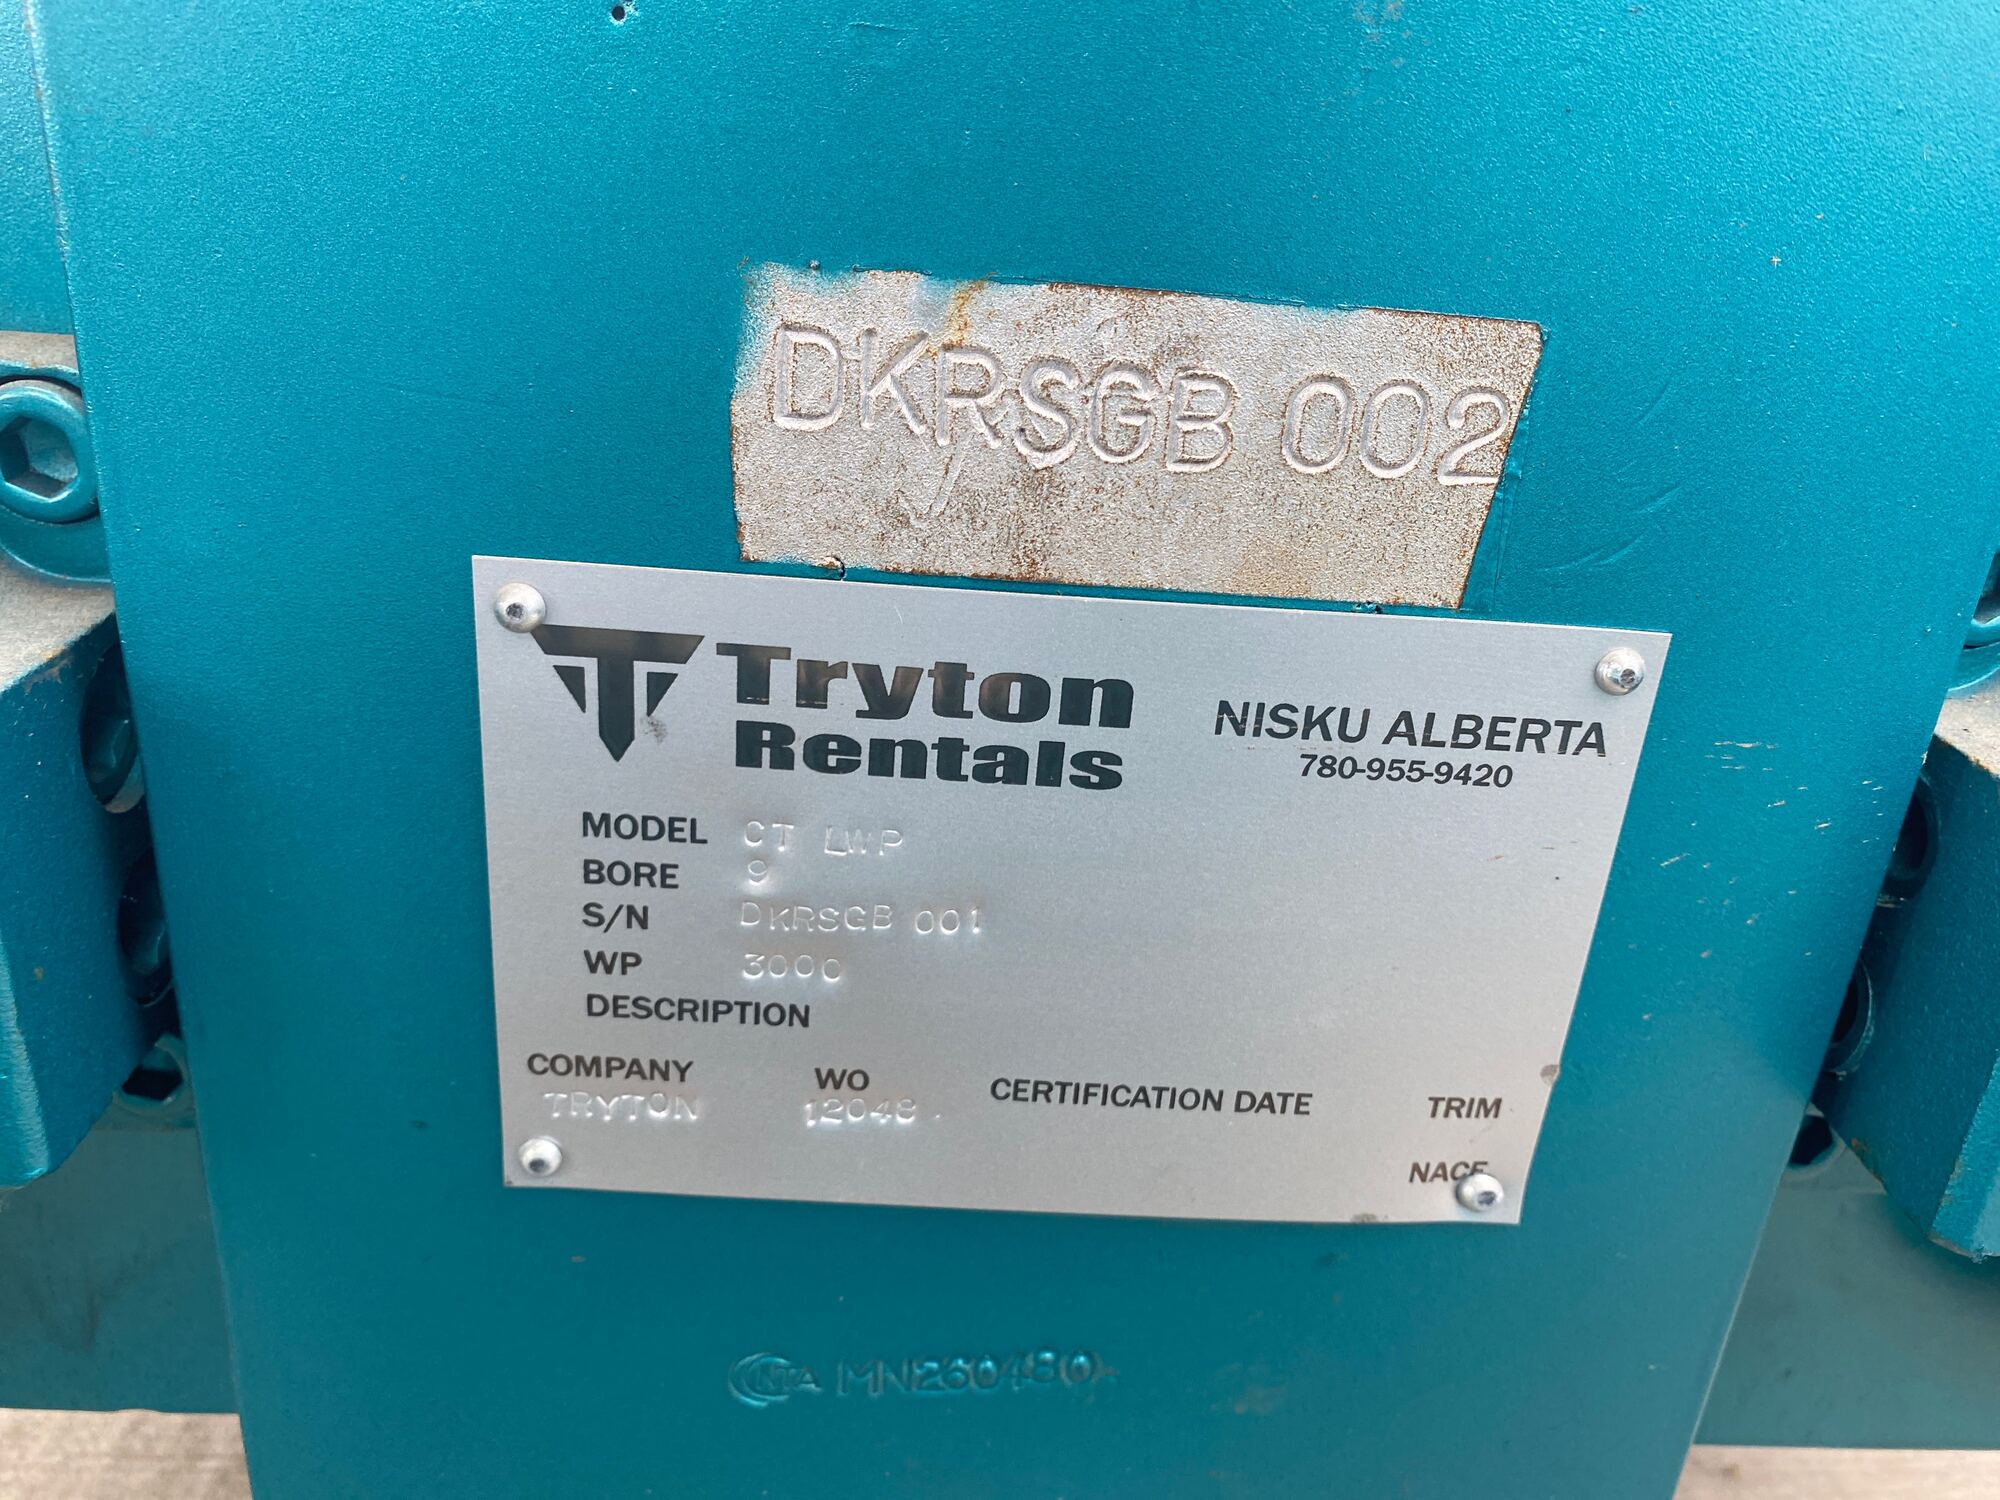 DKRSGB 002
Tryton
Rentals
NISKU ALBERTA
780-955-9420
MODEL CT LWP
BORE 9
S/N DKRSGB 001
WP 3000
DESCRIPTION
COMPANY WO CERTIFICATION DATE TRIM
TRYTON 12048
NACE
MN260480